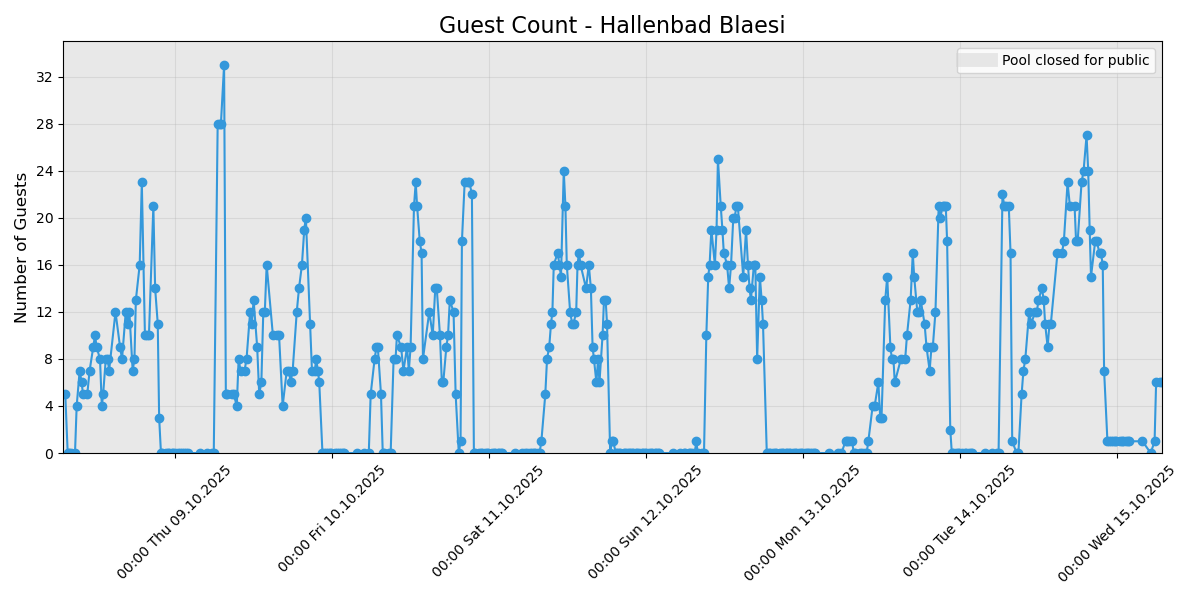 Guest Count - Hallenbad Blaesi
Pool closed for public
Number of Guests
32
28
24
20
16
12
8
4
0
00:00 Thu 09.10.2025
00:00 Fri 10.10.2025
00:00 Sat 11.10.2025
00:00 Sun 12.10.2025
00:00 Mon 13.10.2025
00:00 Tue 14.10.2025
00:00 Wed 15.10.2025